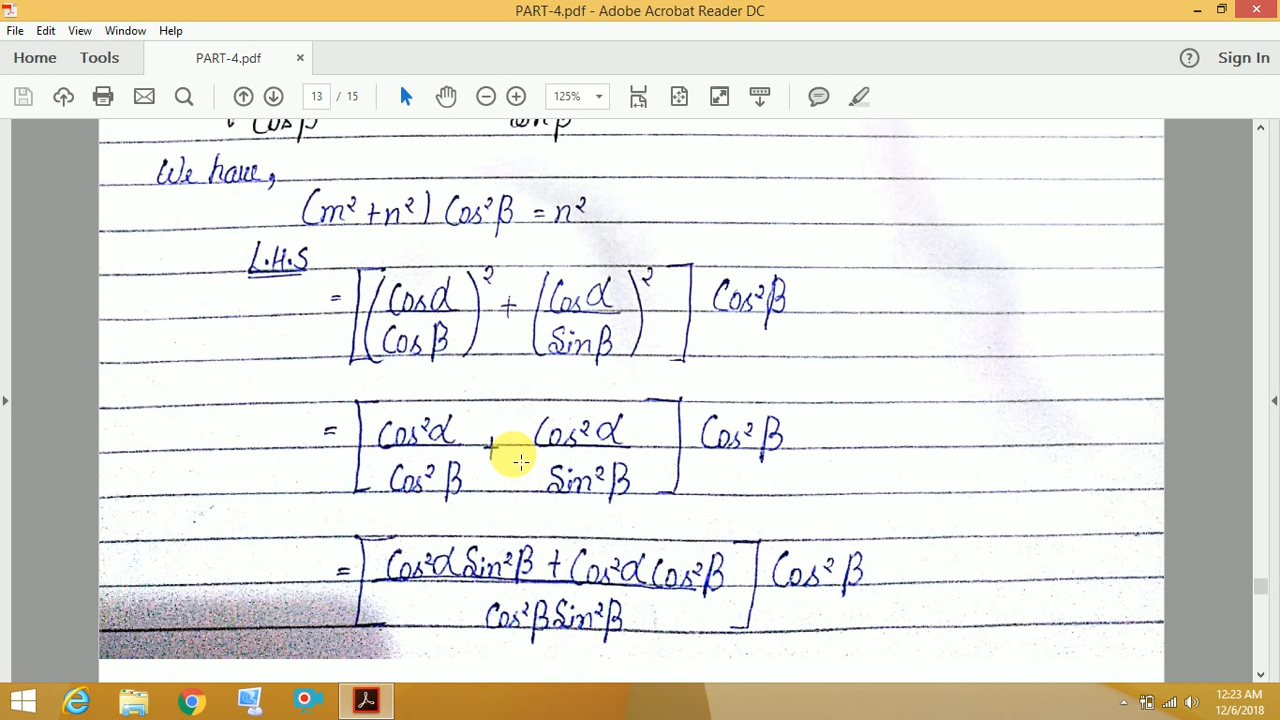 PART-4.pdf - Adobe Acrobat Reader DC
File Edit View Window Help
Home Tools PART-4.pdf × Sign In
13 / 15 125%
Cosβ Sinβ
We have,
(m² + n²) Cos²β = n²
L.H.S
= [(Cosα/Cosβ)² + (Cosα/Sinβ)²] Cos²β
= [Cos²α/Cos²β + Cos²α/Sin²β] Cos²β
= [Cos²α Sin²β + Cos²α Cos²β / Cos²β Sin²β] Cos²β
12:23 AM
12/6/2018